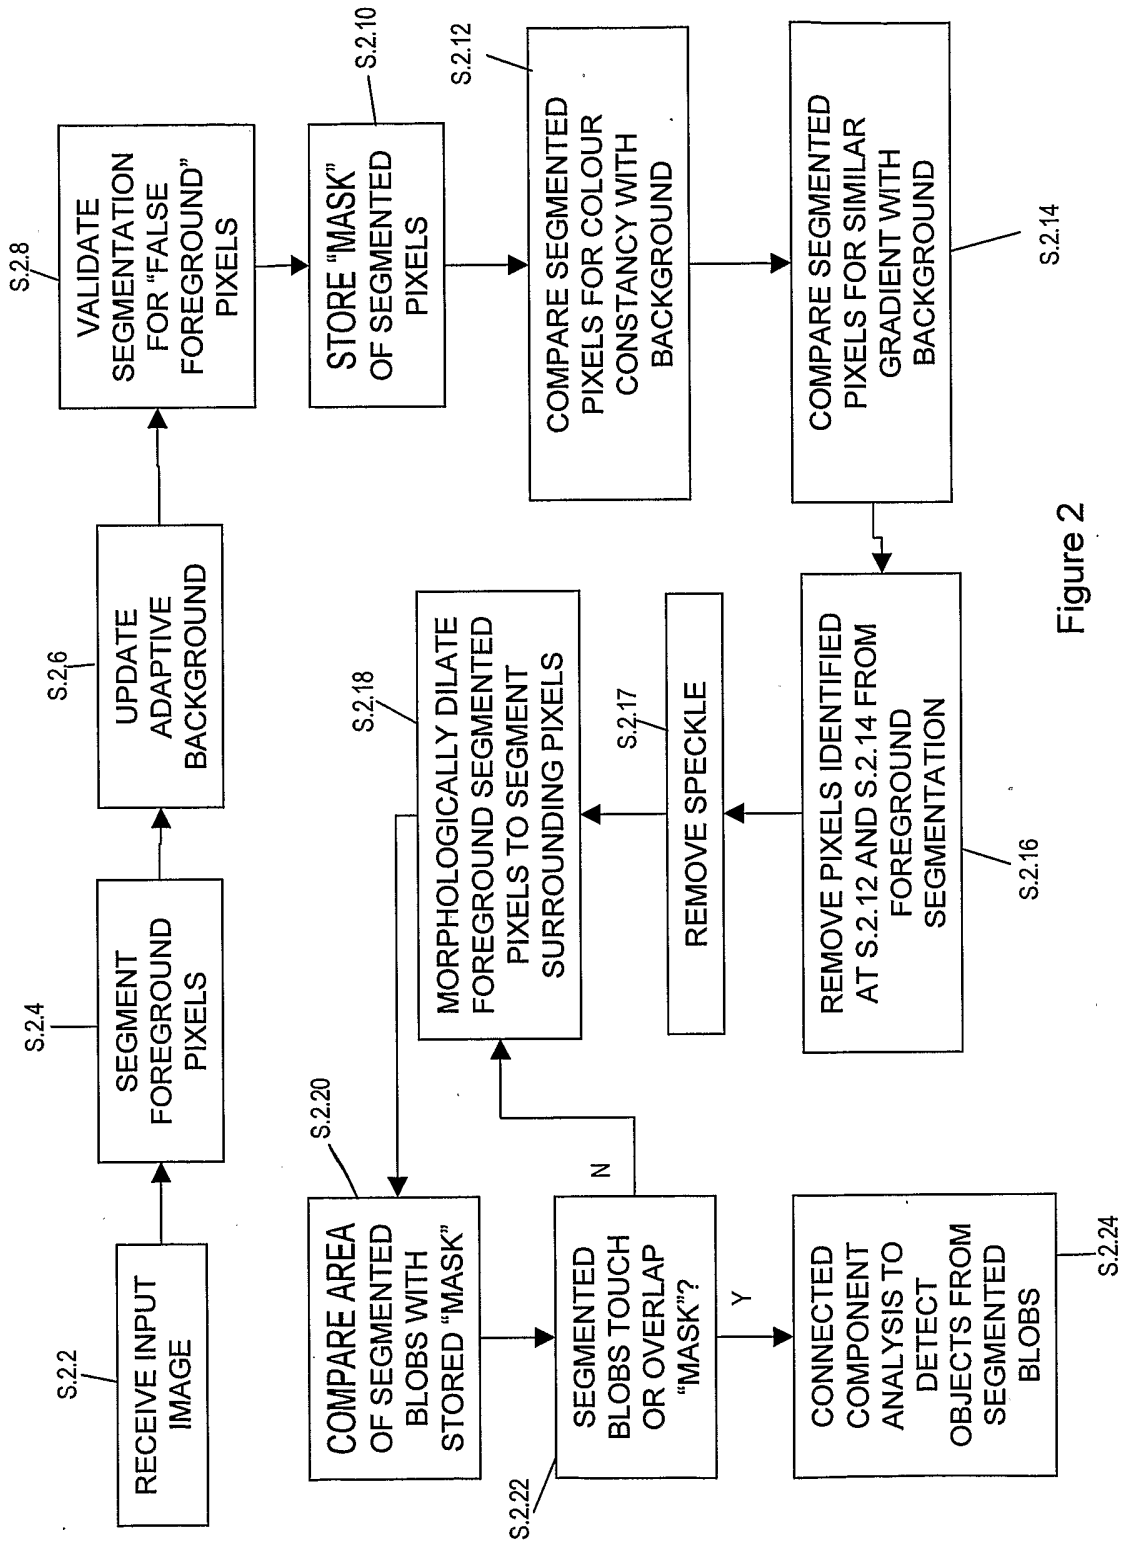 S.2.2
RECEIVE INPUT
IMAGE
S.2.4
SEGMENT
FOREGROUND
PIXELS
S.2.6
UPDATE
ADAPTIVE
BACKGROUND
S.2.8
VALIDATE
SEGMENTATION
FOR "FALSE
FOREGROUND"
PIXELS
S.2.10
STORE "MASK"
OF SEGMENTED
PIXELS
S.2.12
COMPARE SEGMENTED
PIXELS FOR COLOUR
CONSTANCY WITH
BACKGROUND
S.2.14
COMPARE SEGMENTED
PIXELS FOR SIMILAR
GRADIENT WITH
BACKGROUND
S.2.16
REMOVE PIXELS IDENTIFIED
AT S.2.12 AND S.2.14 FROM
FOREGROUND
SEGMENTATION
S.2.17
REMOVE SPECKLE
S.2.18
MORPHOLOGICALLY DILATE
FOREGROUND SEGMENTED
PIXELS TO SEGMENT
SURROUNDING PIXELS
S.2.20
COMPARE AREA
OF SEGMENTED
BLOBS WITH
STORED "MASK"
S.2.22
SEGMENTED
BLOBS TOUCH
OR OVERLAP
"MASK"?
N
Y
S.2.24
CONNECTED
COMPONENT
ANALYSIS TO
DETECT
OBJECTS FROM
SEGMENTED
BLOBS
Figure 2